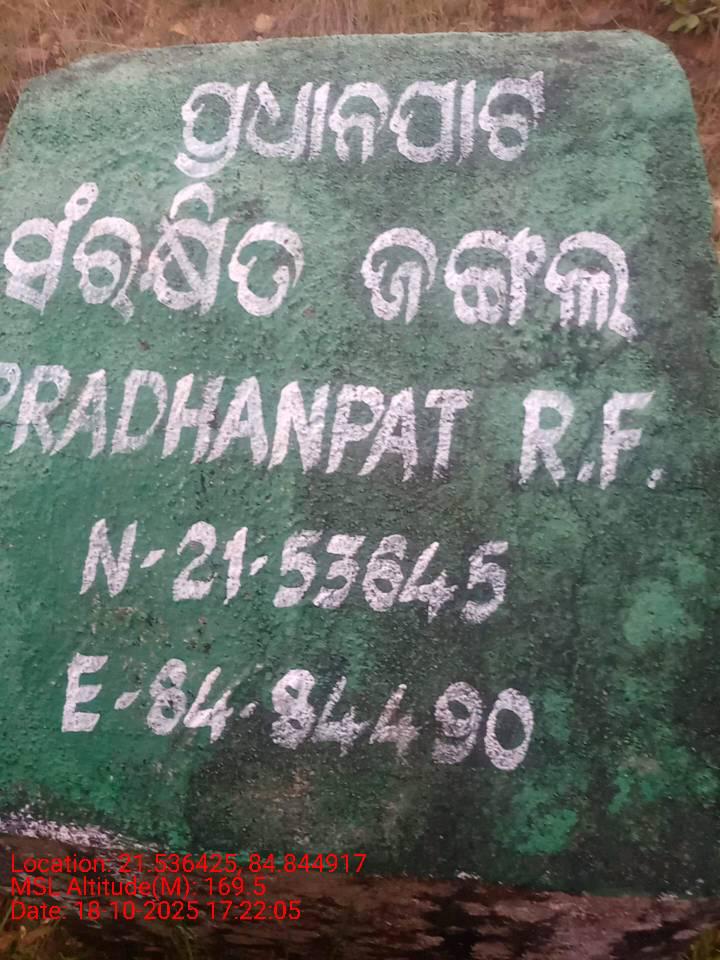 ପ୍ରଧାନପାଟ
ସଂରକ୍ଷିତ ଜଙ୍ଗଲ
PRADHANPAT R.F.
N-21.53645
E-84.84490
Location: 21.536425, 84.844917
MSL Altitude(M): 169.5
Date: 18-10-2025 17:22:05